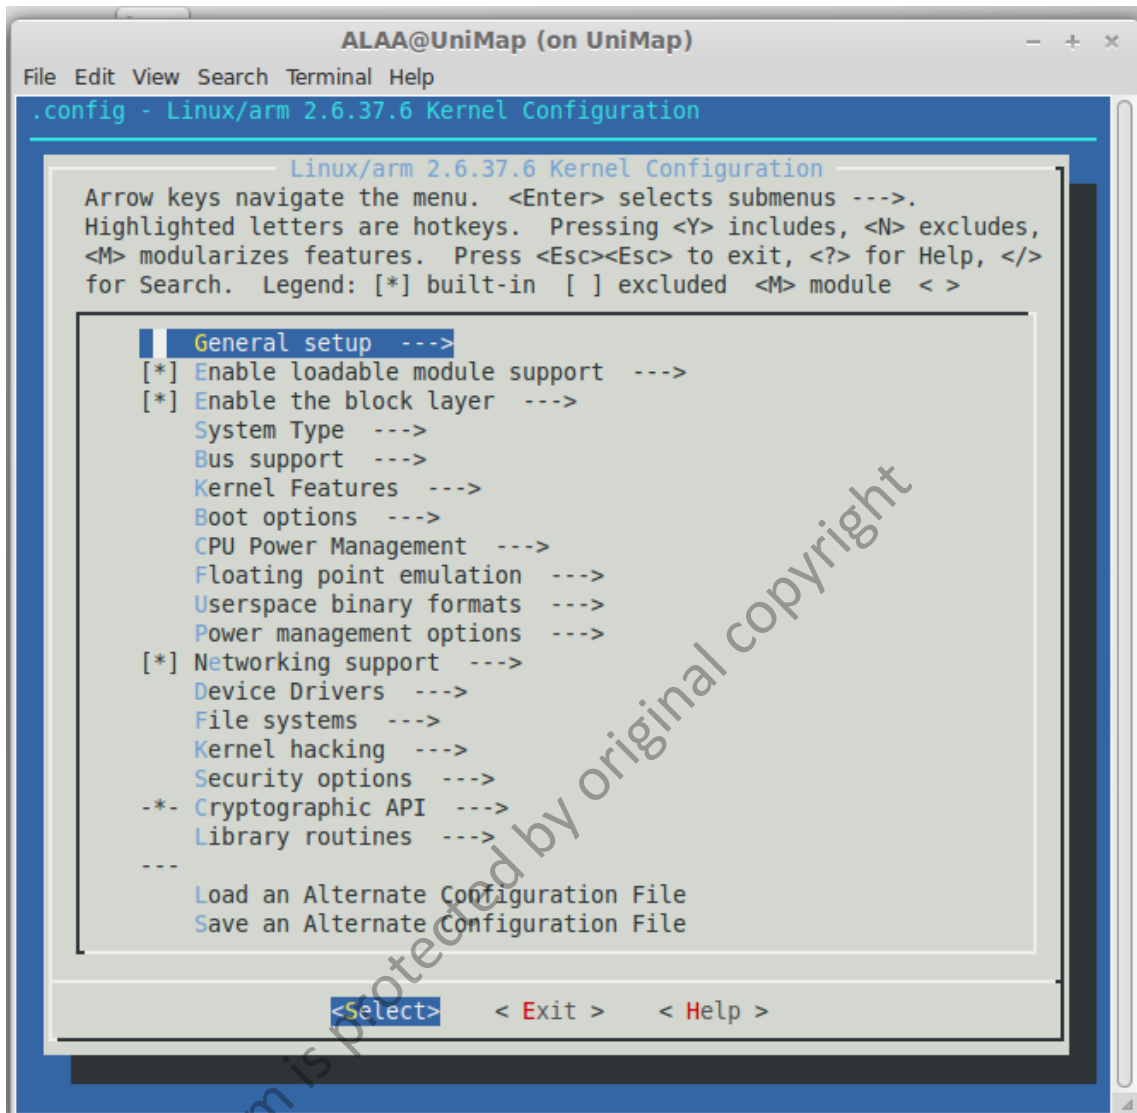 ALAA@UniMap (on UniMap)
File Edit View Search Terminal Help
.config - Linux/arm 2.6.37.6 Kernel Configuration
Linux/arm 2.6.37.6 Kernel Configuration
Arrow keys navigate the menu. <Enter> selects submenus --->.
Highlighted letters are hotkeys. Pressing <Y> includes, <N> excludes,
<M> modularizes features. Press <Esc><Esc> to exit, <?> for Help, </>
for Search. Legend: [*] built-in [ ] excluded <M> module < >
General setup --->
[*] Enable loadable module support --->
[*] Enable the block layer --->
System Type --->
Bus support --->
Kernel Features --->
Boot options --->
CPU Power Management --->
Floating point emulation --->
Userspace binary formats --->
Power management options --->
[*] Networking support --->
Device Drivers --->
File systems --->
Kernel hacking --->
Security options --->
-*- Cryptographic API --->
Library routines --->
---
Load an Alternate Configuration File
Save an Alternate Configuration File
<Select> < Exit > < Help >
is protected by original copyright